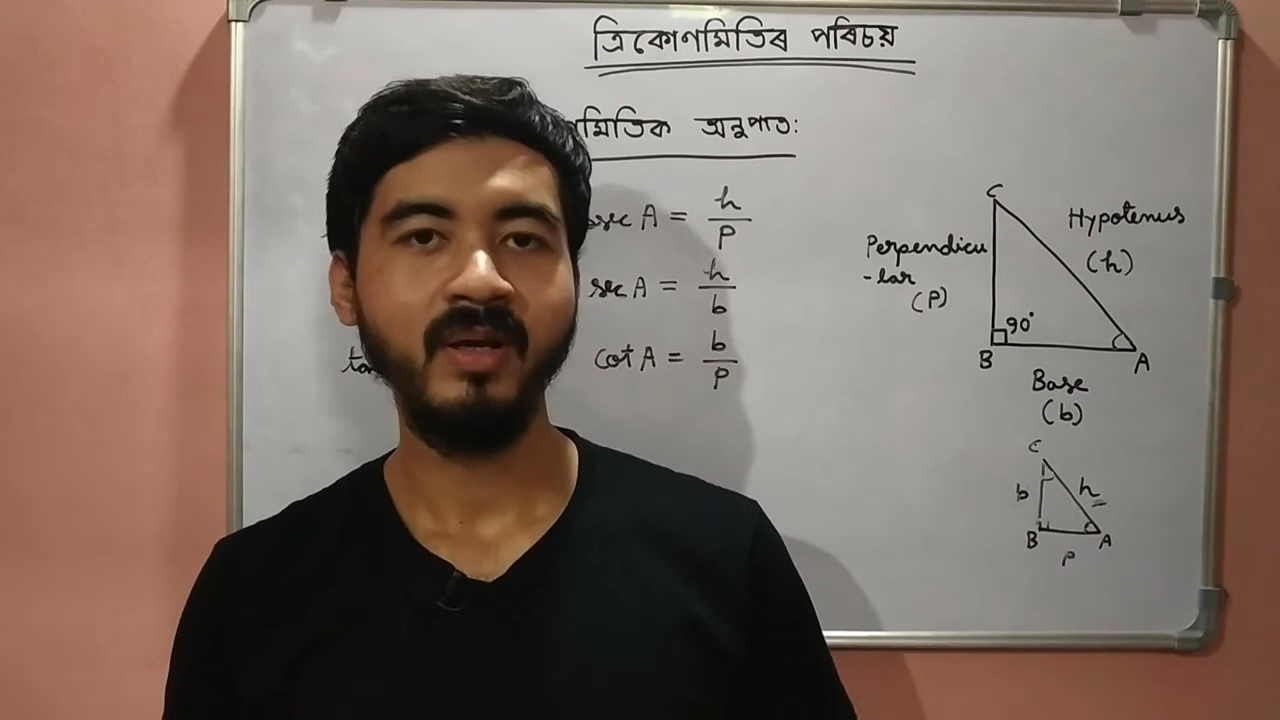 ত্ৰিকোণমিতিৰ পৰিচয়
মিতিক অনুপাত:
sec A = h/P
sec A = h/b
cot A = b/P
C
Hypotenus
(h)
Perpendicu
-lar
(P)
90°
B
A
Base
(b)
C
b
h
B
A
P